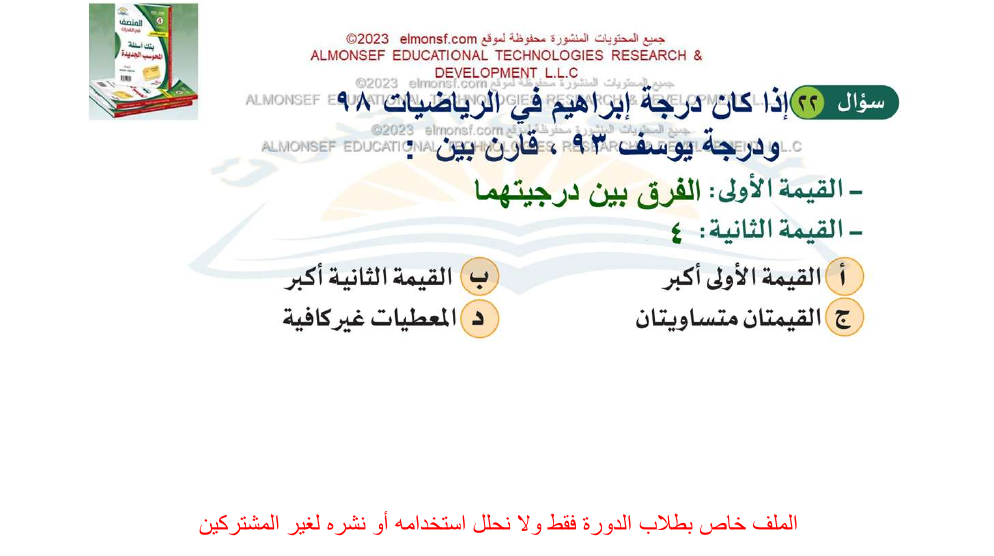 المنصف
في القدرات
بنك أسئلة
المحوسب الجديدة
جميع المحتويات المنشورة محفوظة لموقع elmonsf.com ©2023
ALMONSEF EDUCATIONAL TECHNOLOGIES RESEARCH &
DEVELOPMENT L.L.C
جميع المحتويات المنشورة محفوظة لموقع elmonsf.com ©2023
ALMONSEF EDUCATIONAL TECHNOLOGIES RESEARCH & DEVELOPMENT L.L.C
سؤال ٢٢ إذا كان درجة إبراهيم في الرياضيات ٩٨
جميع المحتويات المنشورة محفوظة لموقع elmonsf.com ©2023
ALMONSEF EDUCATIONAL TECHNOLOGIES RESEARCH & DEVELOPMENT L.L.C
ودرجة يوسف ٩٣ ، قارن بين :
- القيمة الأولى: الفرق بين درجيتهما
- القيمة الثانية: ٤
أ القيمة الأولى أكبر
ب القيمة الثانية أكبر
ج القيمتان متساويتان
د المعطيات غير كافية
الملف خاص بطلاب الدورة فقط ولا نحلل استخدامه أو نشره لغير المشتركين